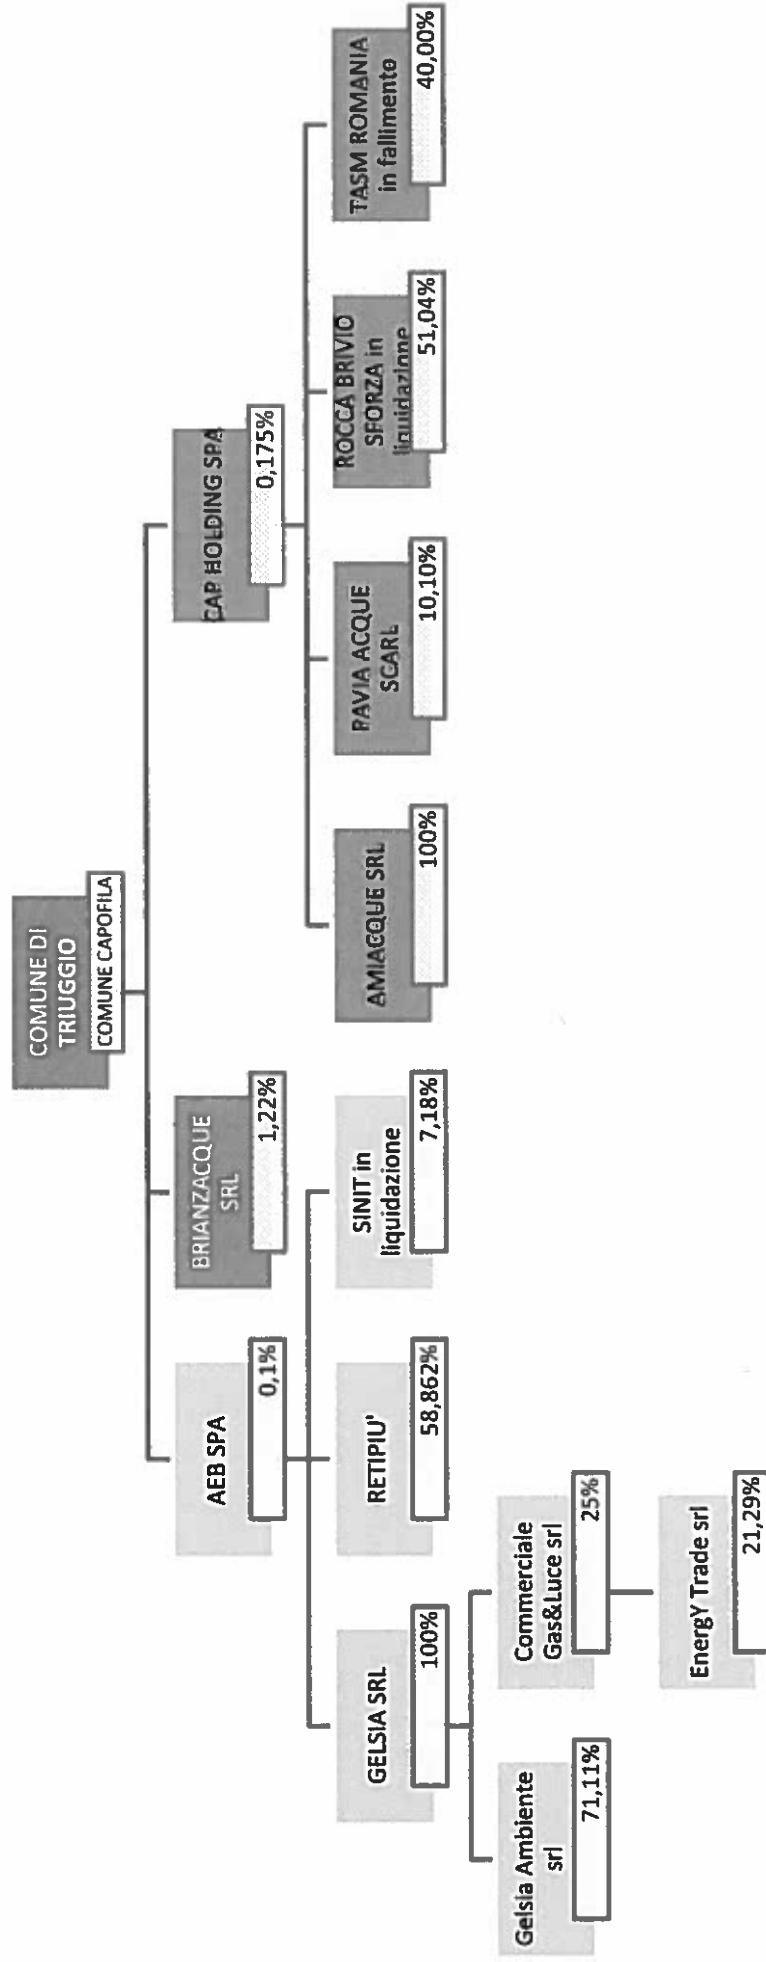 COMUNE DI
TRIUGGIO
COMUNE CAPOFILA
AEB SPA
0,1%
BRIANZACQUE
SRL
1,22%
CAP HOLDING SPA
0,175%
GELSIA SRL
100%
RETIPIU'
58,862%
SINIT in
liquidazione
7,18%
AMIACQUE SRL
100%
PAVIA ACQUE
SCARL
10,10%
ROCCA BRIVIO
SFORZA in
liquidazione
51,04%
TASM ROMANIA
in fallimento
40,00%
Gelsia Ambiente
srl
71,11%
Commerciale
Gas&Luce srl
25%
EnergY Trade srl
21,29%